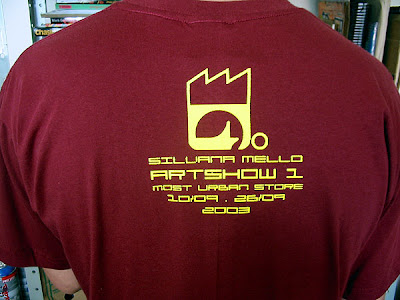 SILVANA MELLO
ARTSHOW 1
MOST URBAN STORE
10/09 . 26/09
2003